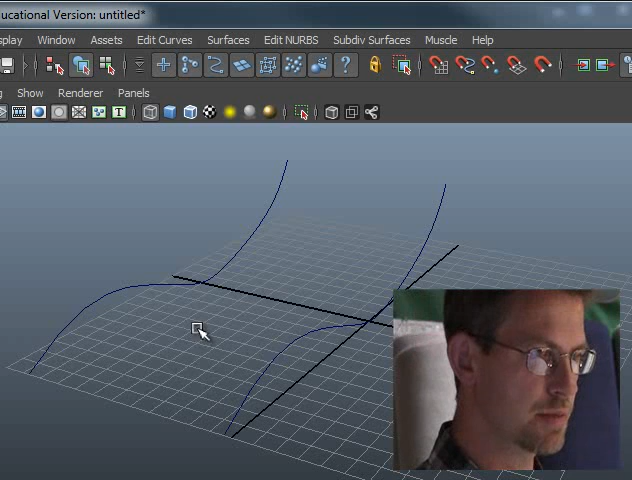 ucational Version: untitled*
splay Window Assets Edit Curves Surfaces Edit NURBS Subdiv Surfaces Muscle Help
Show Renderer Panels